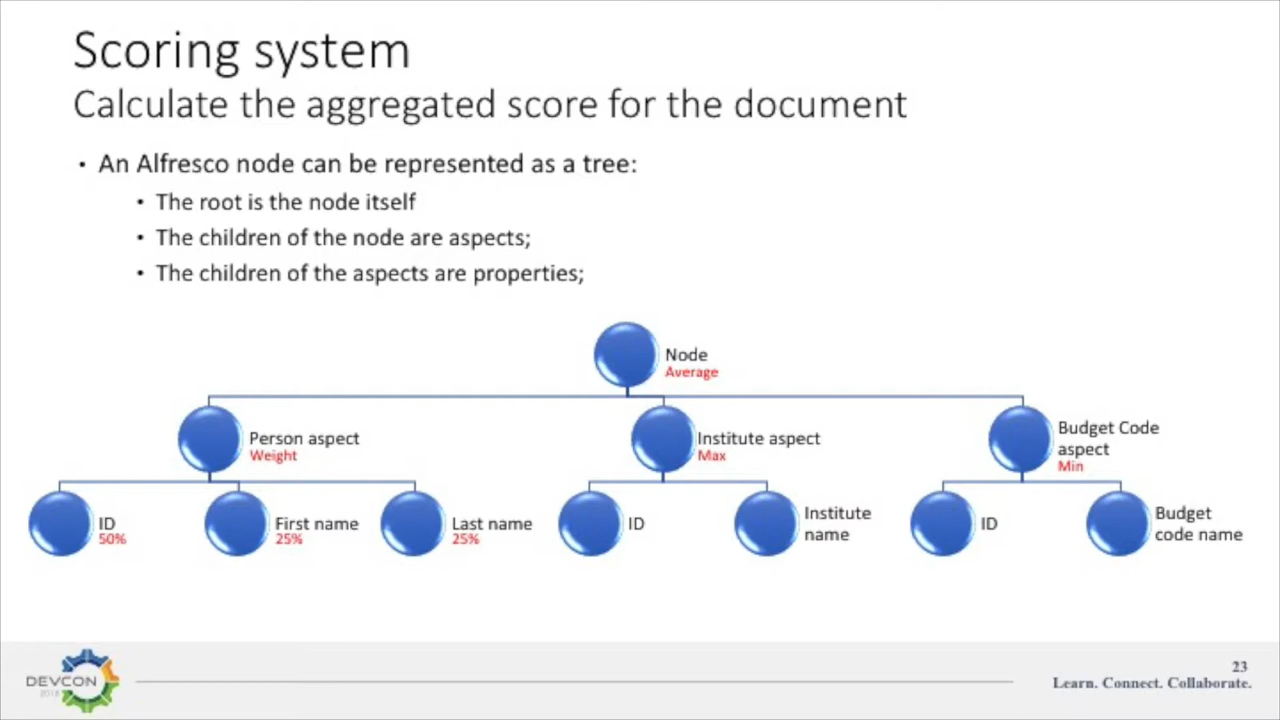 Scoring system
Calculate the aggregated score for the document
• An Alfresco node can be represented as a tree:
• The root is the node itself
• The children of the node are aspects;
• The children of the aspects are properties;
Node
Average
Person aspect
Weight
Institute aspect
Max
Budget Code
aspect
Min
ID
50%
First name
25%
Last name
25%
ID
Institute
name
ID
Budget
code name
DEVCON
2018
23
Learn. Connect. Collaborate.